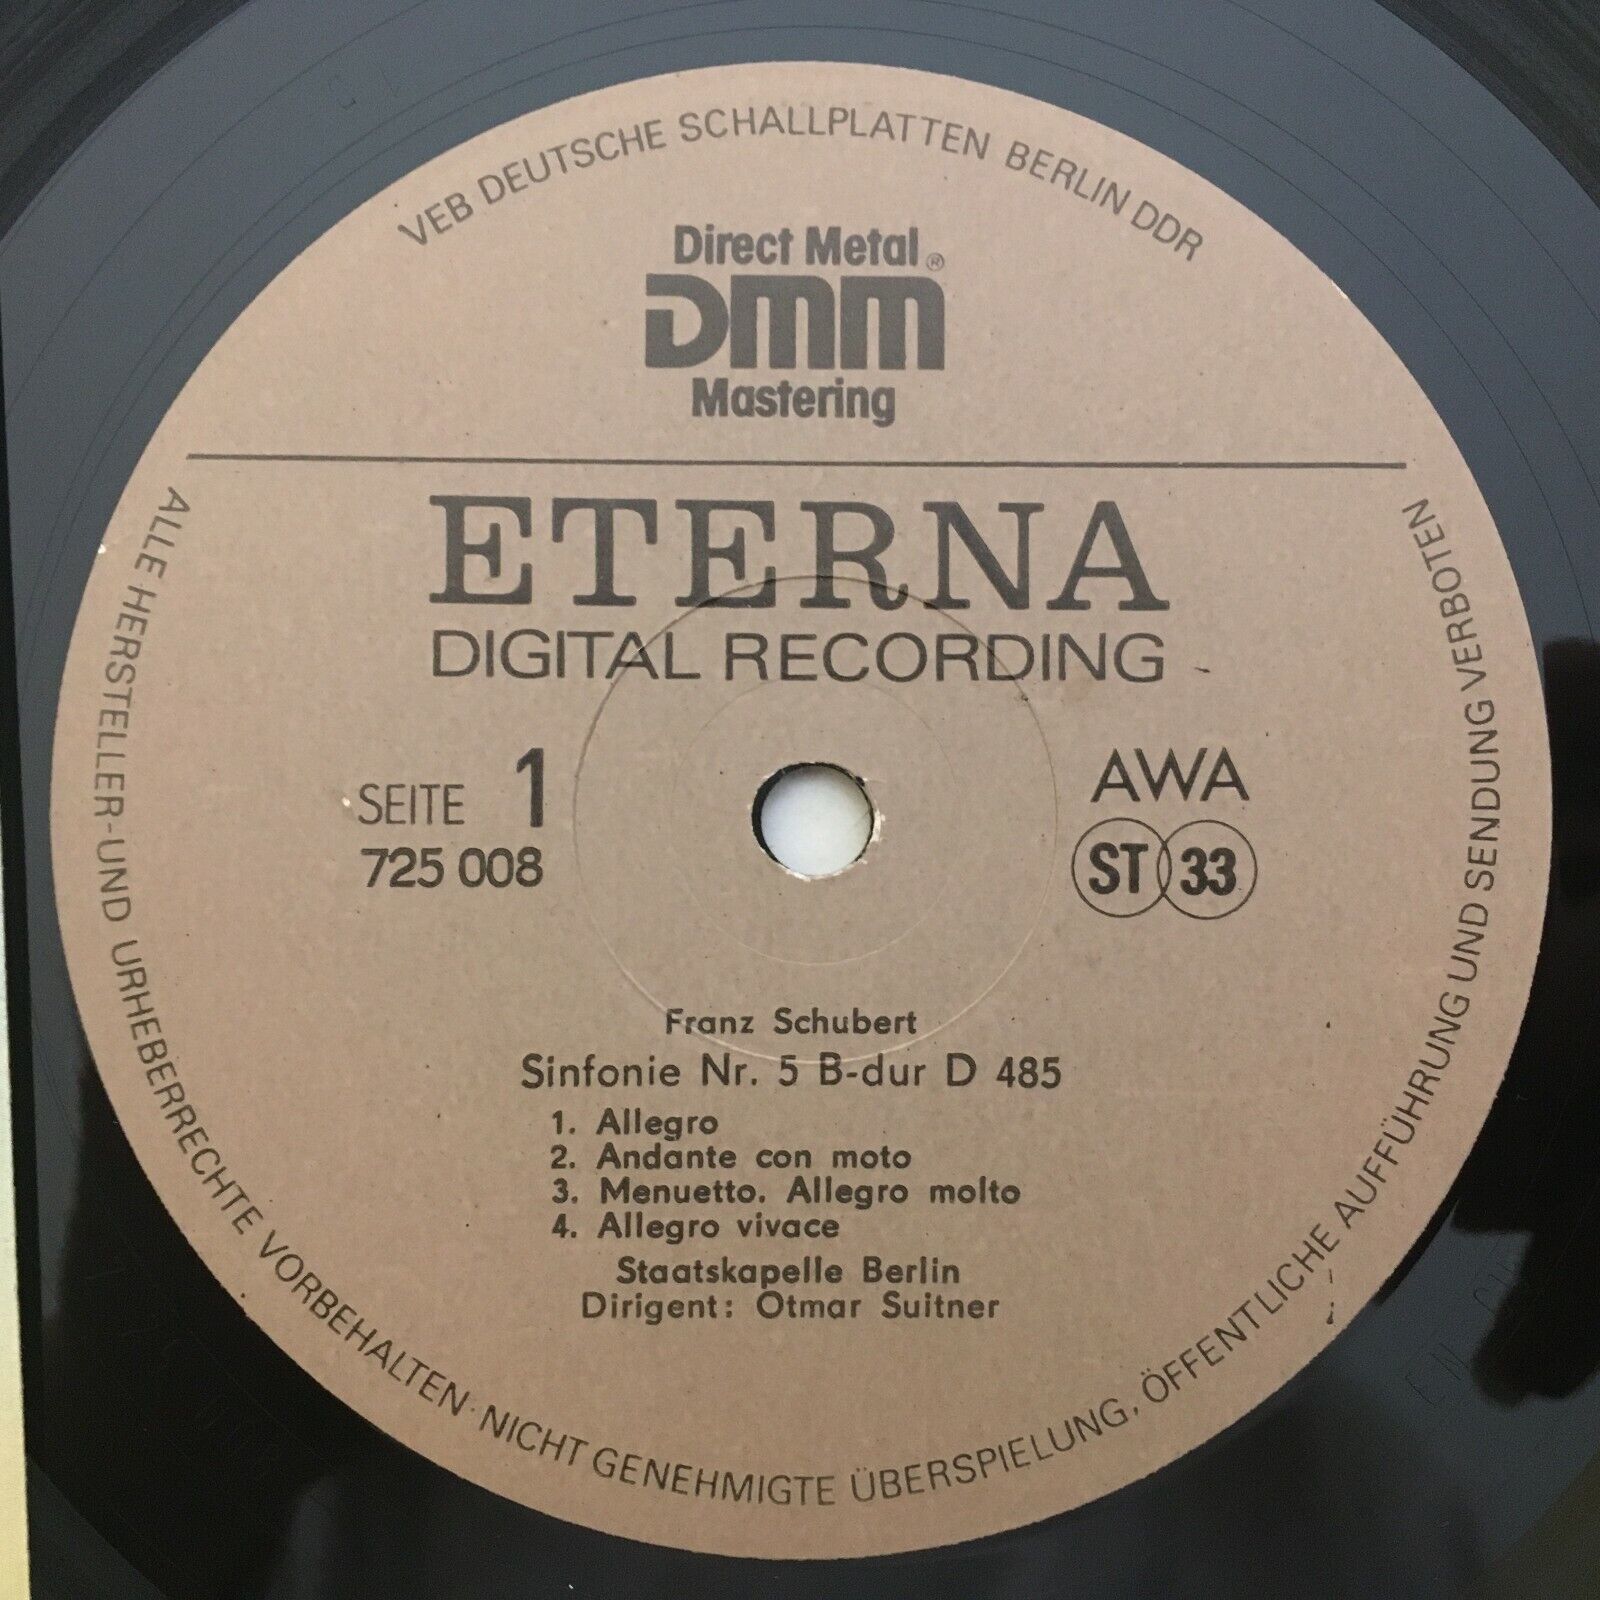 VEB DEUTSCHE SCHALLPLATTEN BERLIN DDR
Direct Metal ®
DMM
Mastering
ETERNA
DIGITAL RECORDING
SEITE 1
725 008
AWA
ST 33
Franz Schubert
Sinfonie Nr. 5 B-dur D 485
1. Allegro
2. Andante con moto
3. Menuetto. Allegro molto
4. Allegro vivace
Staatskapelle Berlin
Dirigent: Otmar Suitner
ALLE HERSTELLER-UND URHEBERRECHTE VORBEHALTEN·NICHT GENEHMIGTE ÜBERSPIELUNG, ÖFFENTLICHE AUFFÜHRUNG UND SENDUNG VERBOTEN